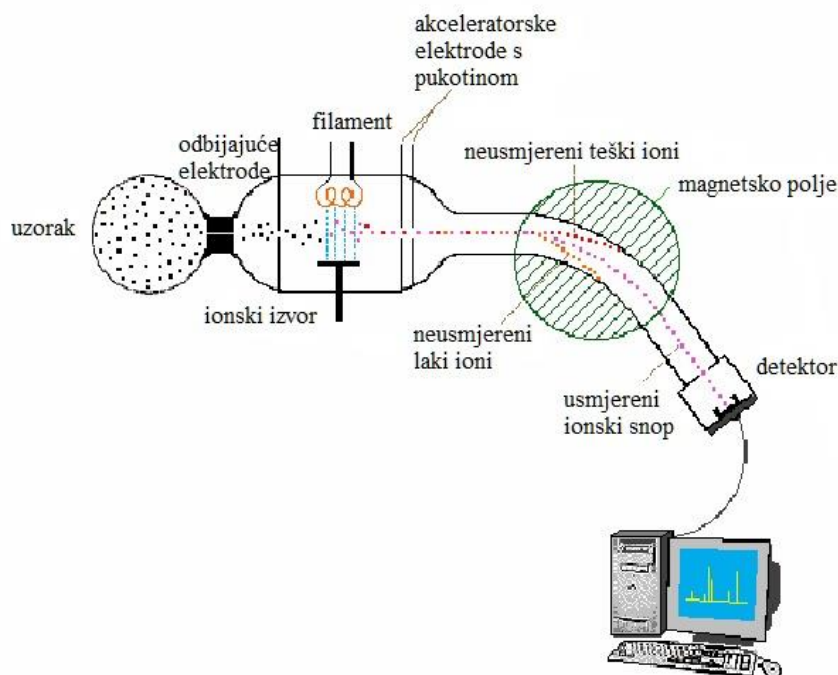 akceleratorske
elektrode s
pukotinom
filament
odbijajuće
elektrode
neusmjereni teški ioni
magnetsko polje
uzorak
ionski izvor
neusmjereni
laki ioni
detektor
usmjereni
ionski snop